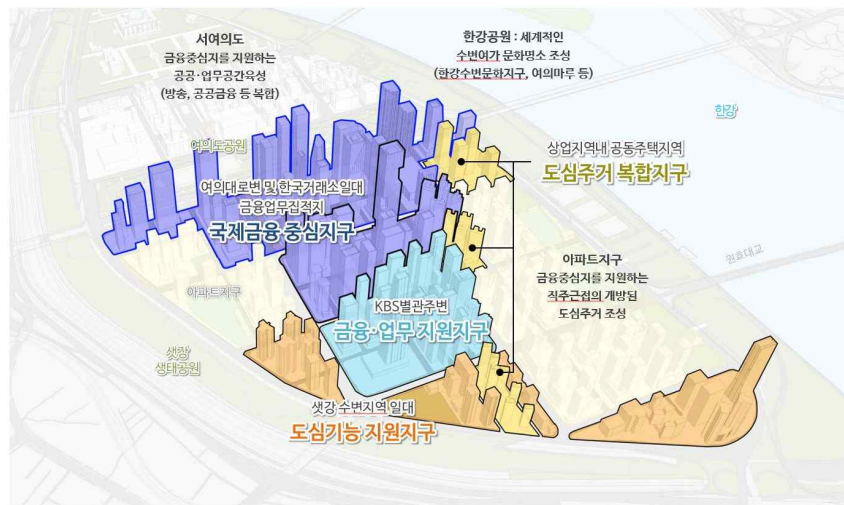 서여의도
금융중심지를 지원하는
공공·업무공간육성
(방송, 공공금융 등 복합)
한강공원 : 세계적인
수변여가 문화명소 조성
(한강수변문화지구, 여의마루 등)
한강
여의도공원
상업지역내 공동주택지역
도심주거 복합지구
여의대로변 및 한국거래소일대
금융업무집적지
국제금융 중심지구
원효대교
아파트지구
금융중심지를 지원하는
직주근접의 개방된
도심주거 조성
아파트지구
KBS별관주변
금융·업무 지원지구
샛강
생태공원
샛강 수변지역 일대
도심기능 지원지구